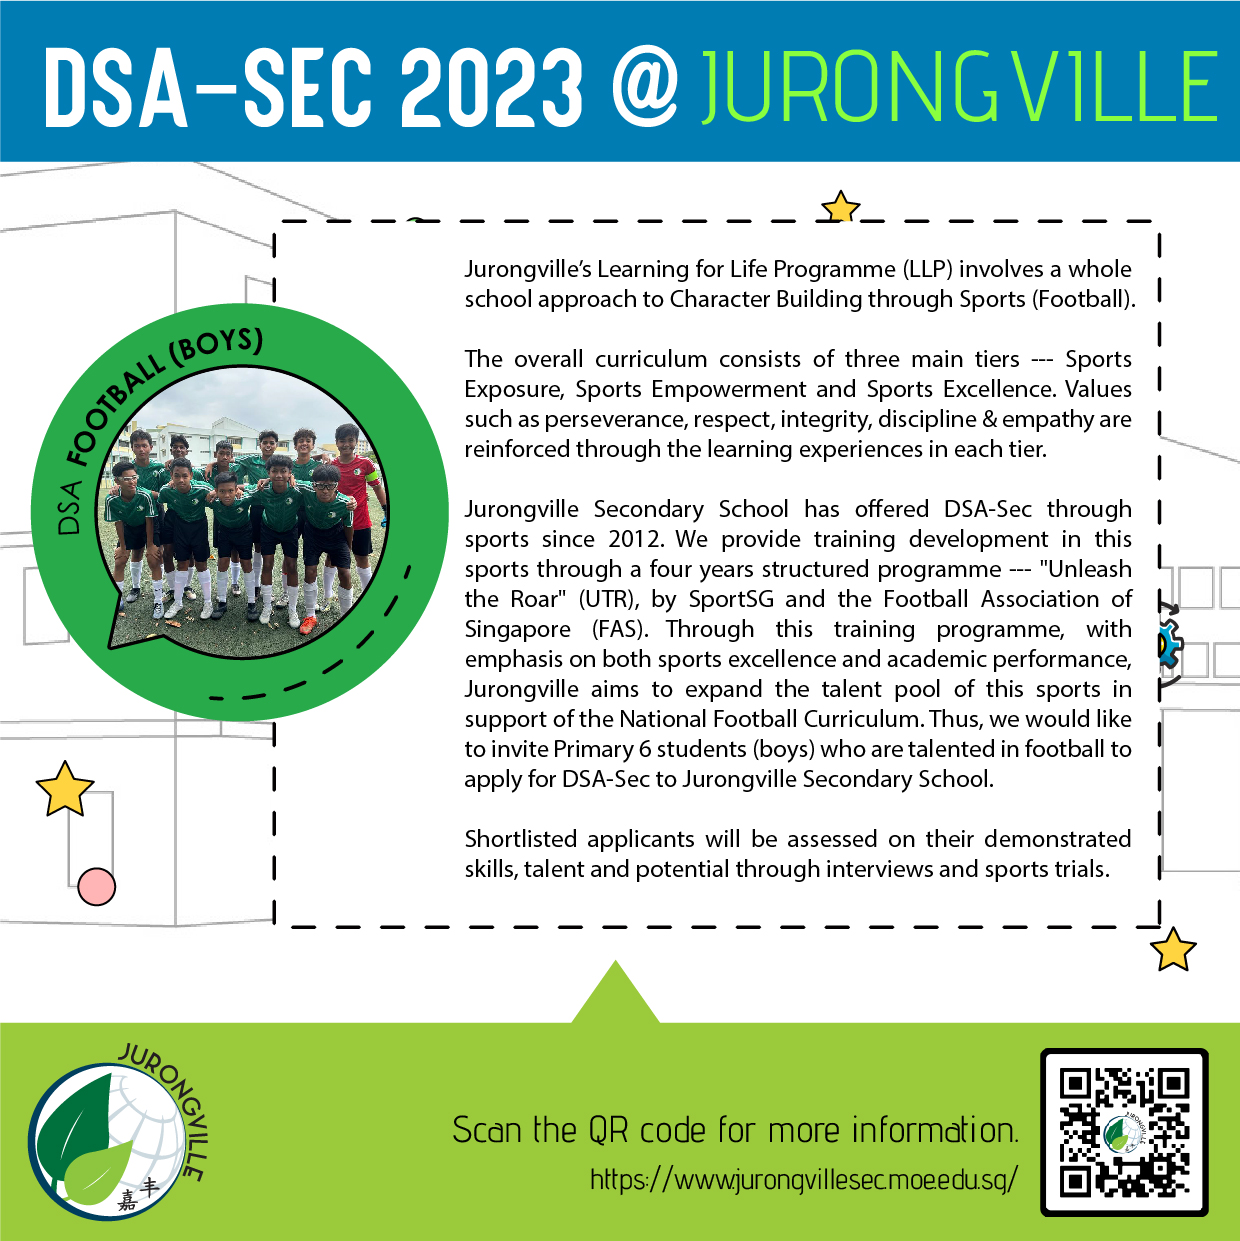 DSA-SEC 2023 @ JURONGVILLE
DSA FOOTBALL (BOYS)
Jurongville’s Learning for Life Programme (LLP) involves a whole
school approach to Character Building through Sports (Football).
The overall curriculum consists of three main tiers --- Sports
Exposure, Sports Empowerment and Sports Excellence. Values
such as perseverance, respect, integrity, discipline & empathy are
reinforced through the learning experiences in each tier.
Jurongville Secondary School has offered DSA-Sec through
sports since 2012. We provide training development in this
sports through a four years structured programme --- "Unleash
the Roar" (UTR), by SportSG and the Football Association of
Singapore (FAS). Through this training programme, with
emphasis on both sports excellence and academic performance,
Jurongville aims to expand the talent pool of this sports in
support of the National Football Curriculum. Thus, we would like
to invite Primary 6 students (boys) who are talented in football to
apply for DSA-Sec to Jurongville Secondary School.
Shortlisted applicants will be assessed on their demonstrated
skills, talent and potential through interviews and sports trials.
JURONGVILLE
嘉丰
Scan the QR code for more information.
https://www.jurongvillesec.moe.edu.sg/
JURONGVILLE